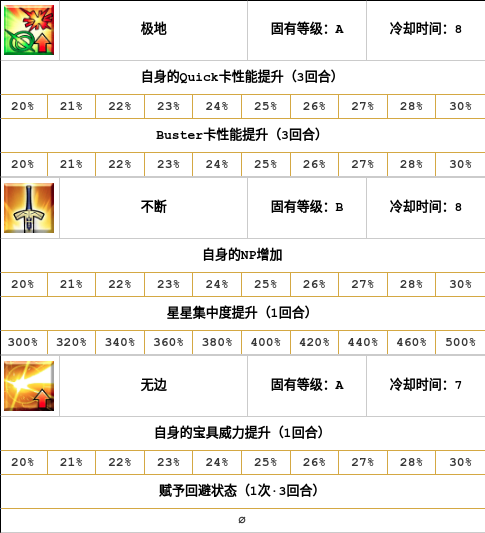 极地 固有等级：A 冷却时间：8
自身的Quick卡性能提升（3回合）
20% 21% 22% 23% 24% 25% 26% 27% 28% 30%
Buster卡性能提升（3回合）
20% 21% 22% 23% 24% 25% 26% 27% 28% 30%
不断 固有等级：B 冷却时间：8
自身的NP增加
20% 21% 22% 23% 24% 25% 26% 27% 28% 30%
星星集中度提升（1回合）
300% 320% 340% 360% 380% 400% 420% 440% 460% 500%
无边 固有等级：A 冷却时间：7
自身的宝具威力提升（1回合）
20% 21% 22% 23% 24% 25% 26% 27% 28% 30%
赋予回避状态（1次·3回合）
∅